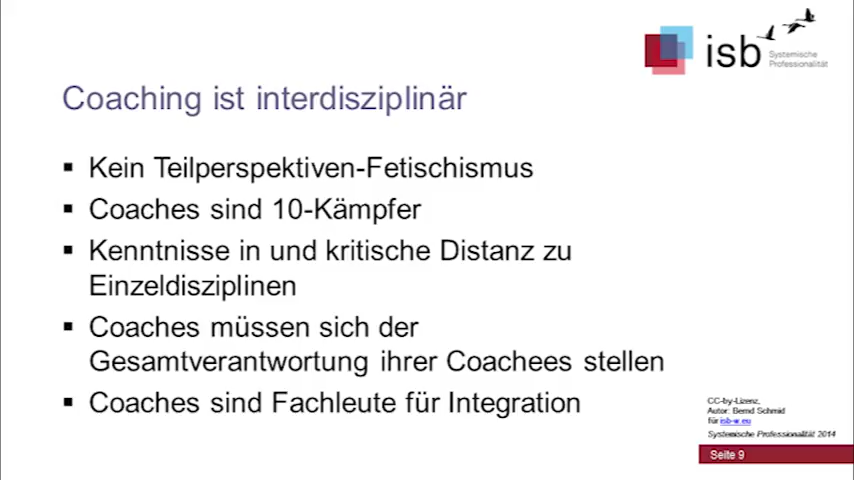 isb
Systemische
Professionalität
Coaching ist interdisziplinär
▪ Kein Teilperspektiven-Fetischismus
▪ Coaches sind 10-Kämpfer
▪ Kenntnisse in und kritische Distanz zu
Einzeldisziplinen
▪ Coaches müssen sich der
Gesamtverantwortung ihrer Coachees stellen
▪ Coaches sind Fachleute für Integration
CC-by-Lizenz,
Autor: Bernd Schmid
für isb-w.eu
Systemische Professionalität 2014
Seite 9